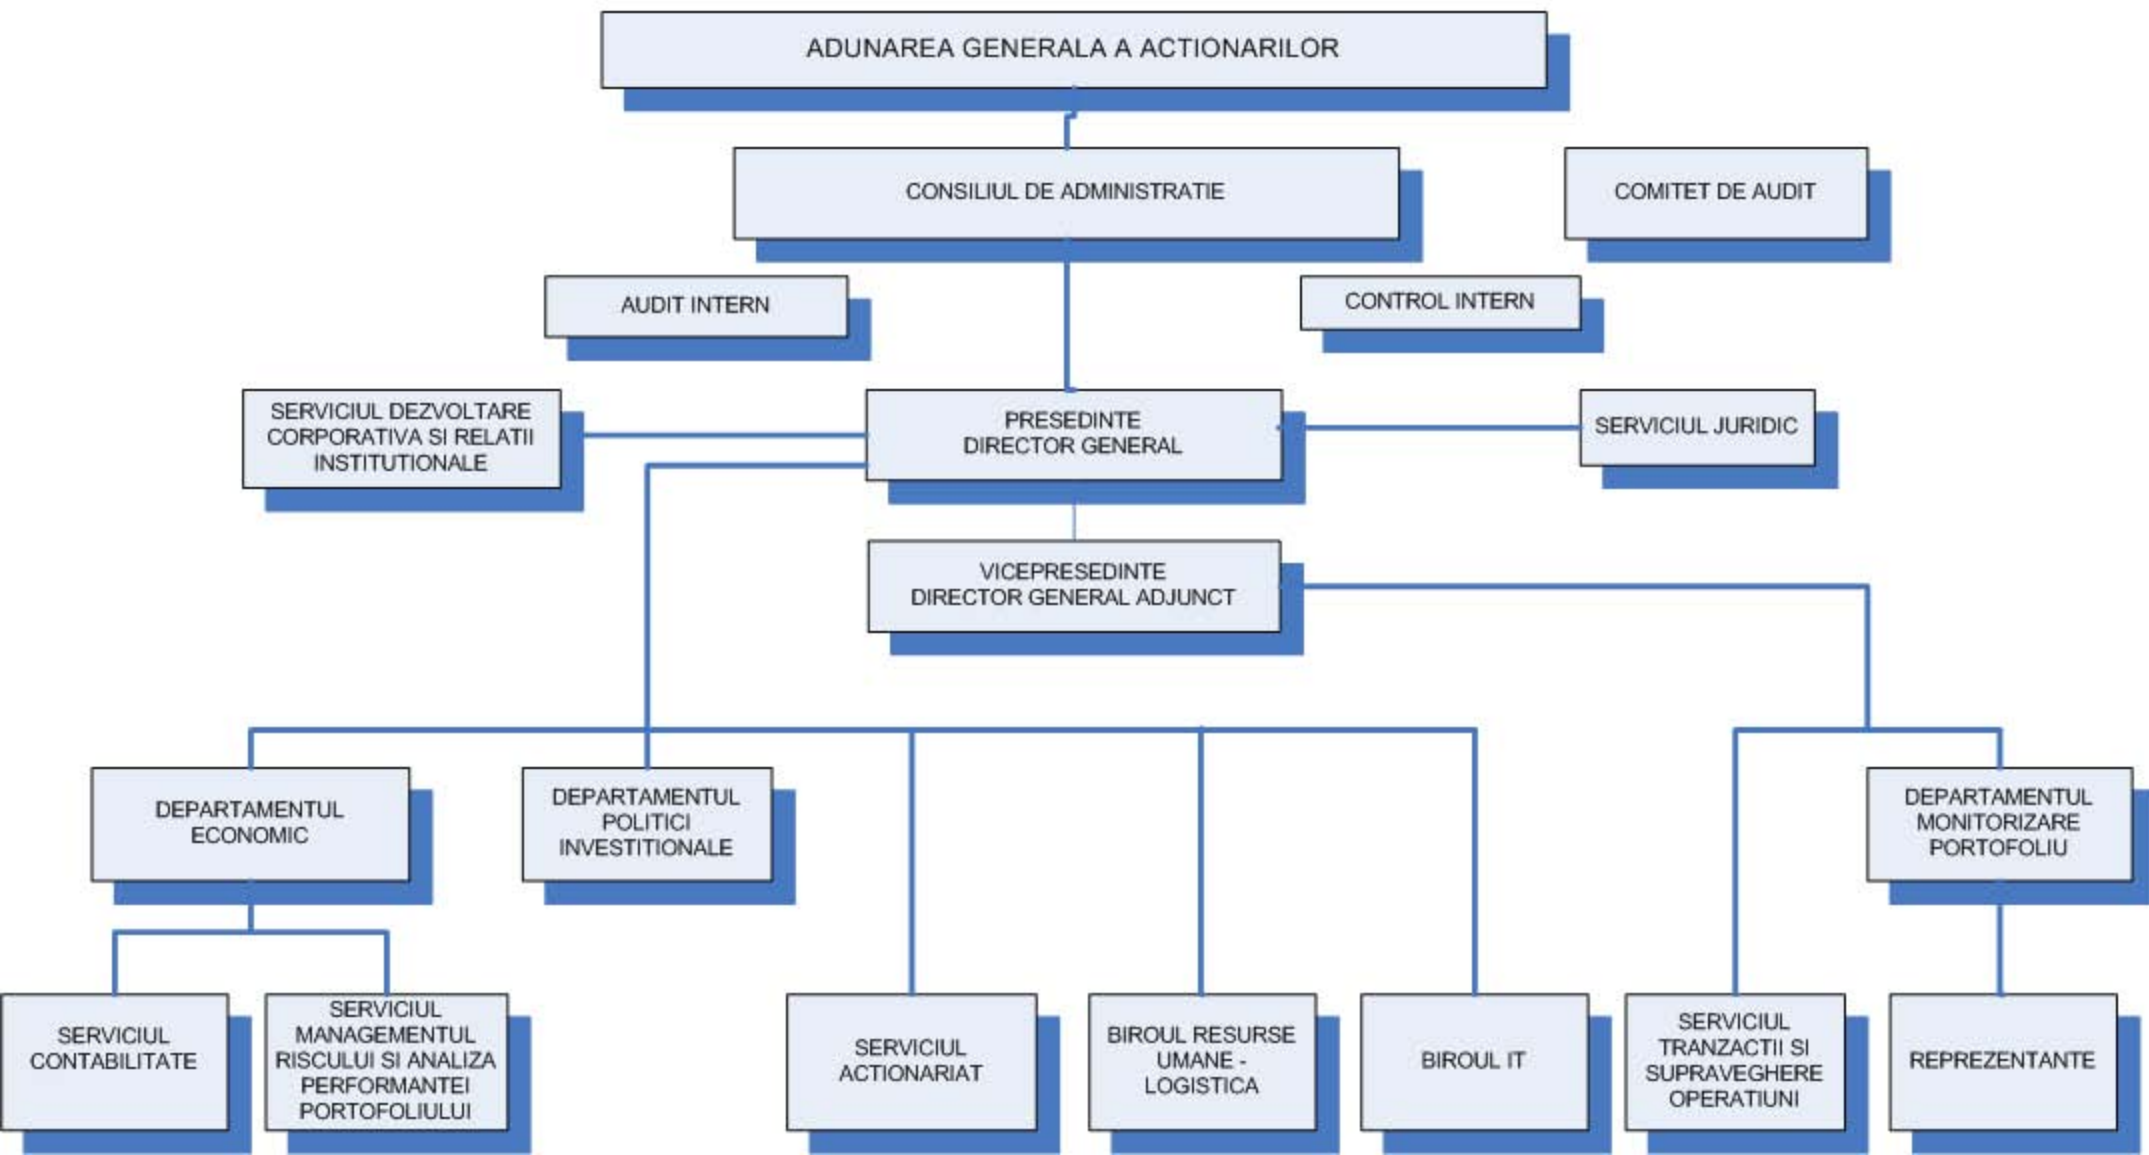 ADUNAREA GENERALA A ACTIONARILOR
CONSILIUL DE ADMINISTRATIE
COMITET DE AUDIT
AUDIT INTERN
CONTROL INTERN
SERVICIUL DEZVOLTARE
CORPORATIVA SI RELATII
INSTITUTIONALE
PRESEDINTE
DIRECTOR GENERAL
SERVICIUL JURIDIC
VICEPRESEDINTE
DIRECTOR GENERAL ADJUNCT
DEPARTAMENTUL
ECONOMIC
DEPARTAMENTUL
POLITICI
INVESTITIONALE
DEPARTAMENTUL
MONITORIZARE
PORTOFOLIU
SERVICIUL
CONTABILITATE
SERVICIUL
MANAGEMENTUL
RISCULUI SI ANALIZA
PERFORMANTEI
PORTOFOLIULUI
SERVICIUL
ACTIONARIAT
BIROUL RESURSE
UMANE -
LOGISTICA
BIROUL IT
SERVICIUL
TRANZACTII SI
SUPRAVEGHERE
OPERATIUNI
REPREZENTANTE